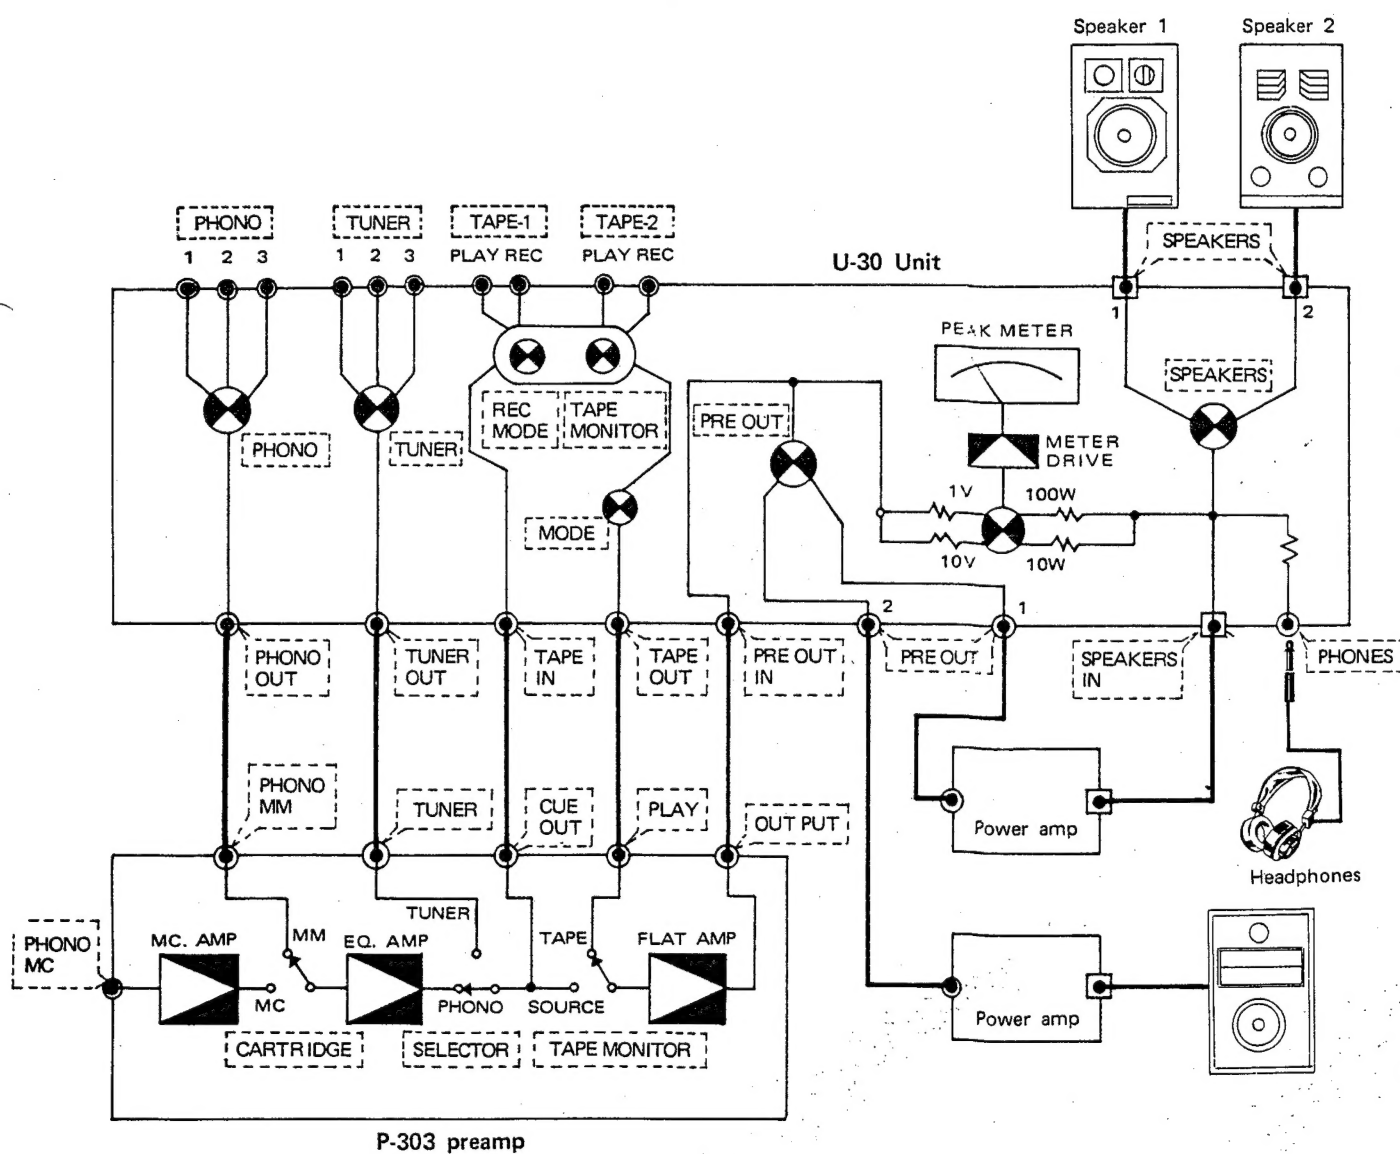 Speaker 1
Speaker 2
PHONO
TUNER
TAPE-1
TAPE-2
1 2 3
1 2 3
PLAY REC
PLAY REC
U-30 Unit
SPEAKERS
1
2
PEAK METER
SPEAKERS
REC
MODE
TAPE
MONITOR
PRE OUT
PHONO
TUNER
METER
DRIVE
1V
100W
MODE
10V
10W
2
1
PHONO
OUT
TUNER
OUT
TAPE
IN
TAPE
OUT
PRE OUT
IN
PRE OUT
SPEAKERS
IN
PHONES
PHONO
MM
TUNER
CUE
OUT
PLAY
OUT PUT
Power amp
Headphones
TUNER
PHONO
MC
MC. AMP
MM
EQ. AMP
TAPE
FLAT AMP
MC
PHONO
SOURCE
Power amp
CARTRIDGE
SELECTOR
TAPE MONITOR
P-303 preamp